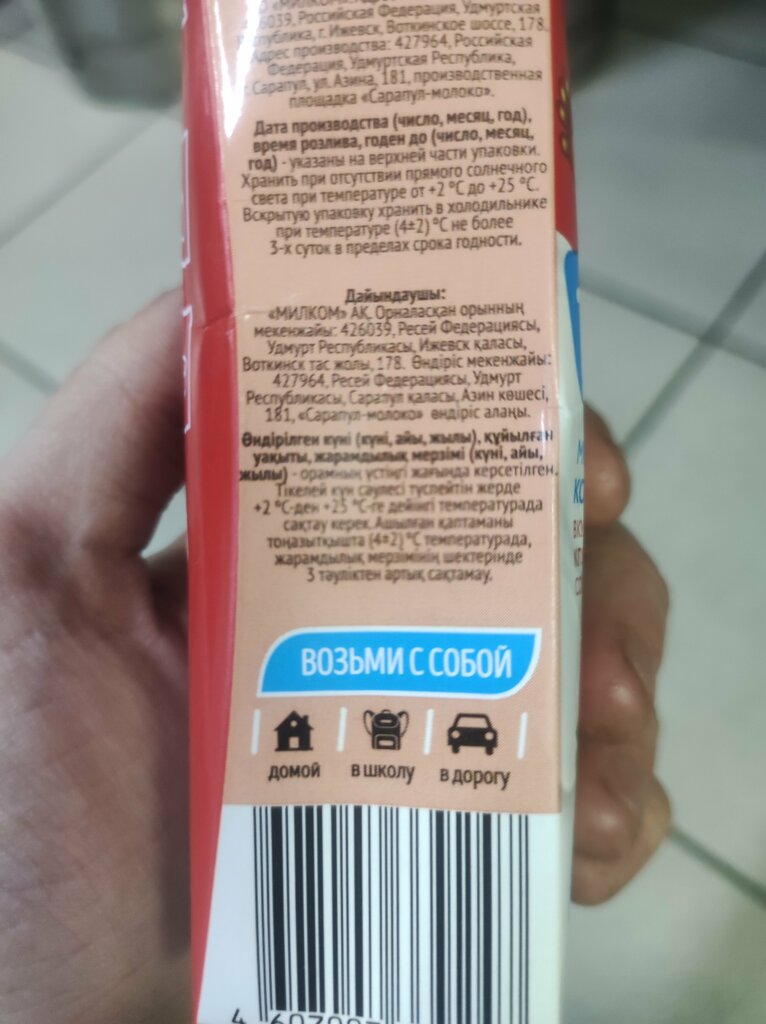 426039, Российская Федерация, Удмуртская
Республика, г. Ижевск, Воткинское шоссе, 178.
Адрес производства: 427964, Российская
Федерация, Удмуртская Республика,
г. Сарапул, ул. Азина, 181, производственная
площадка «Сарапул-молоко».
Дата производства (число, месяц, год),
время розлива, годен до (число, месяц,
год) - указаны на верхней части упаковки.
Хранить при отсутствии прямого солнечного
света при температуре от +2 °C до +25 °C.
Вскрытую упаковку хранить в холодильнике
при температуре (4±2) °C не более
3-х суток в пределах срока годности.
Дайындаушы:
«МИЛКОМ» АҚ. Орналасқан орынның
мекенжайы: 426039, Ресей Федерациясы,
Удмурт Республикасы, Ижевск қаласы,
Воткинск тас жолы, 178. Өндіріс мекенжайы:
427964, Ресей Федерациясы, Удмурт
Республикасы, Сарапул қаласы, Азин көшесі,
181, «Сарапул-молоко» өндіріс алаңы.
Өндірілген күні (күні, айы, жылы), құйылған
уақыты, жарамдылық мерзімі (күні, айы,
жылы) - орамның үстіңгі жағында көрсетілген.
Тікелей күн сәулесі түспейтін жерде
+2 °C-ден +25 °C-ге дейінгі температурада
сақтау керек. Ашылған қаптаманы
тоңазытқышта (4±2) °C температурада,
жарамдылық мерзімінің шектерінде
3 тәуліктен артық сақтамау.
ВОЗЬМИ С СОБОЙ
домой
в школу
в дорогу